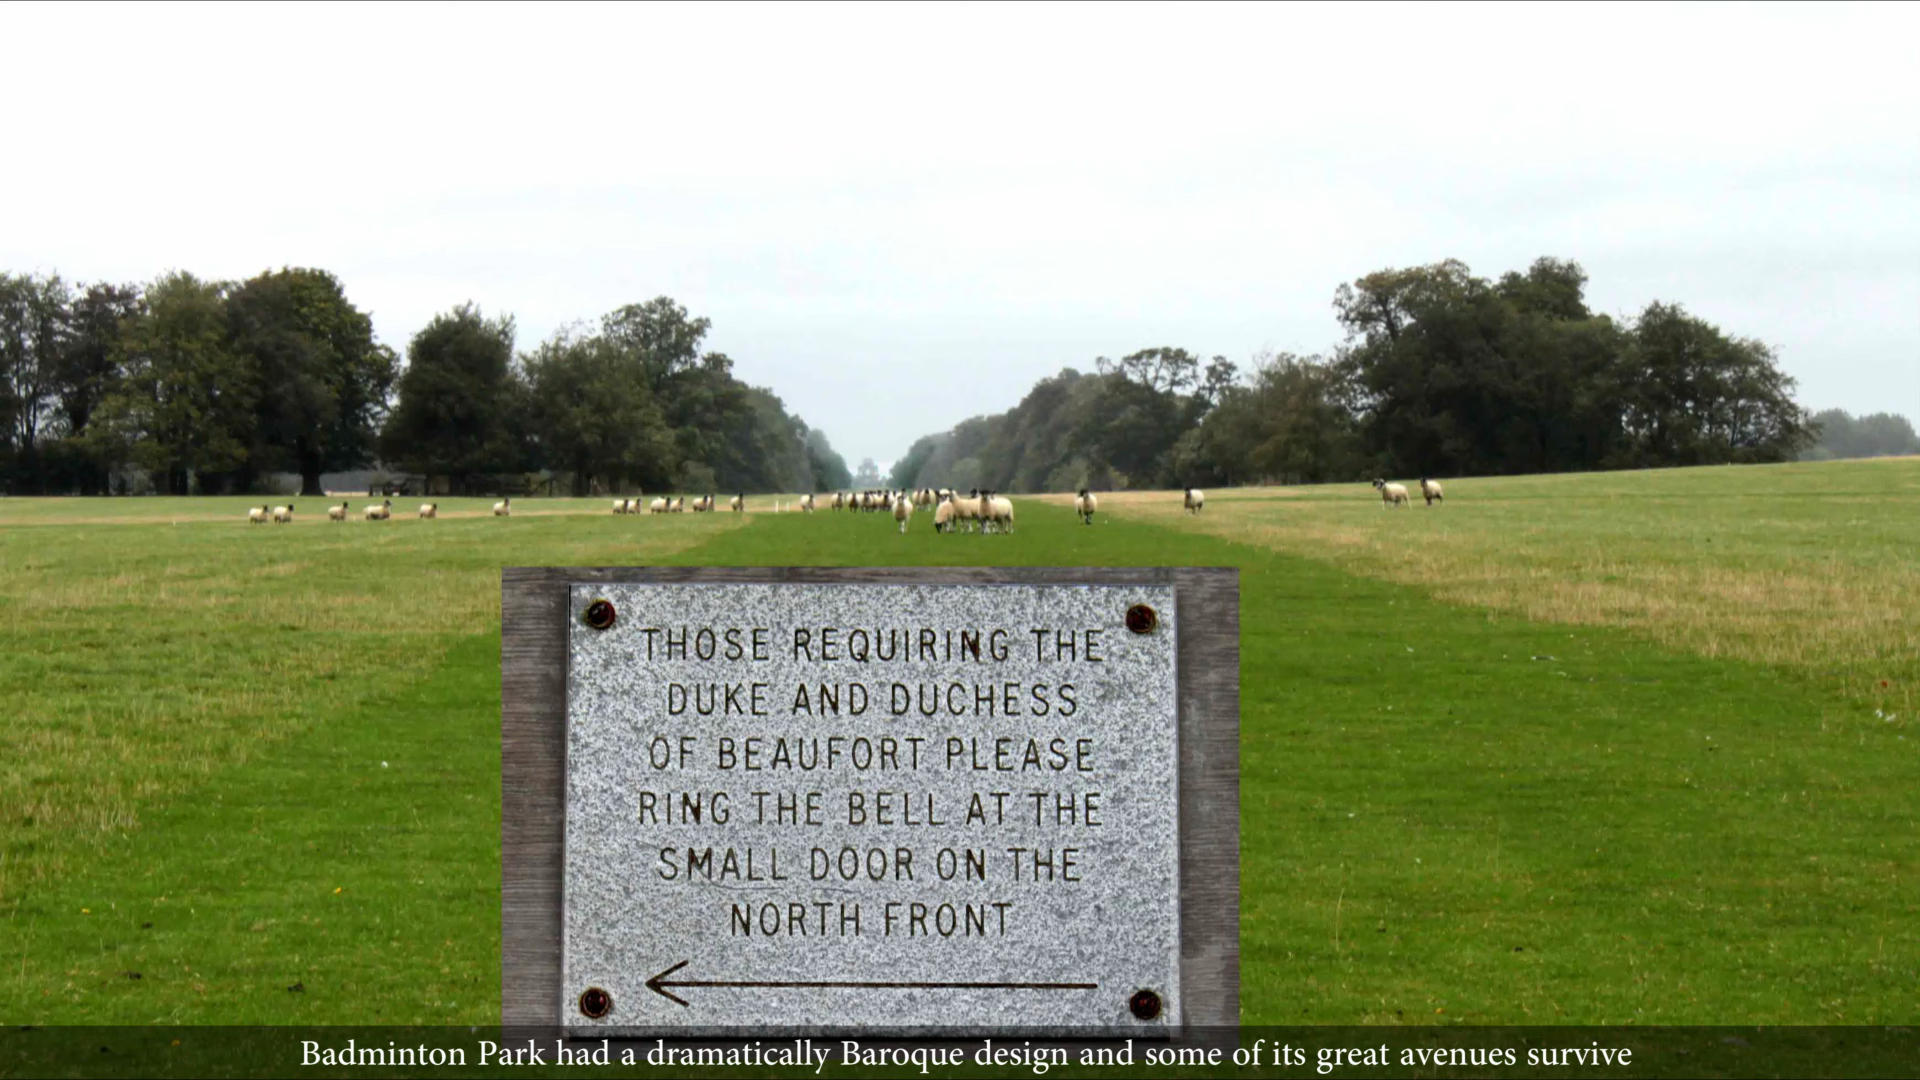 THOSE REQUIRING THE
DUKE AND DUCHESS
OF BEAUFORT PLEASE
RING THE BELL AT THE
SMALL DOOR ON THE
NORTH FRONT
Badminton Park had a dramatically Baroque design and some of its great avenues survive